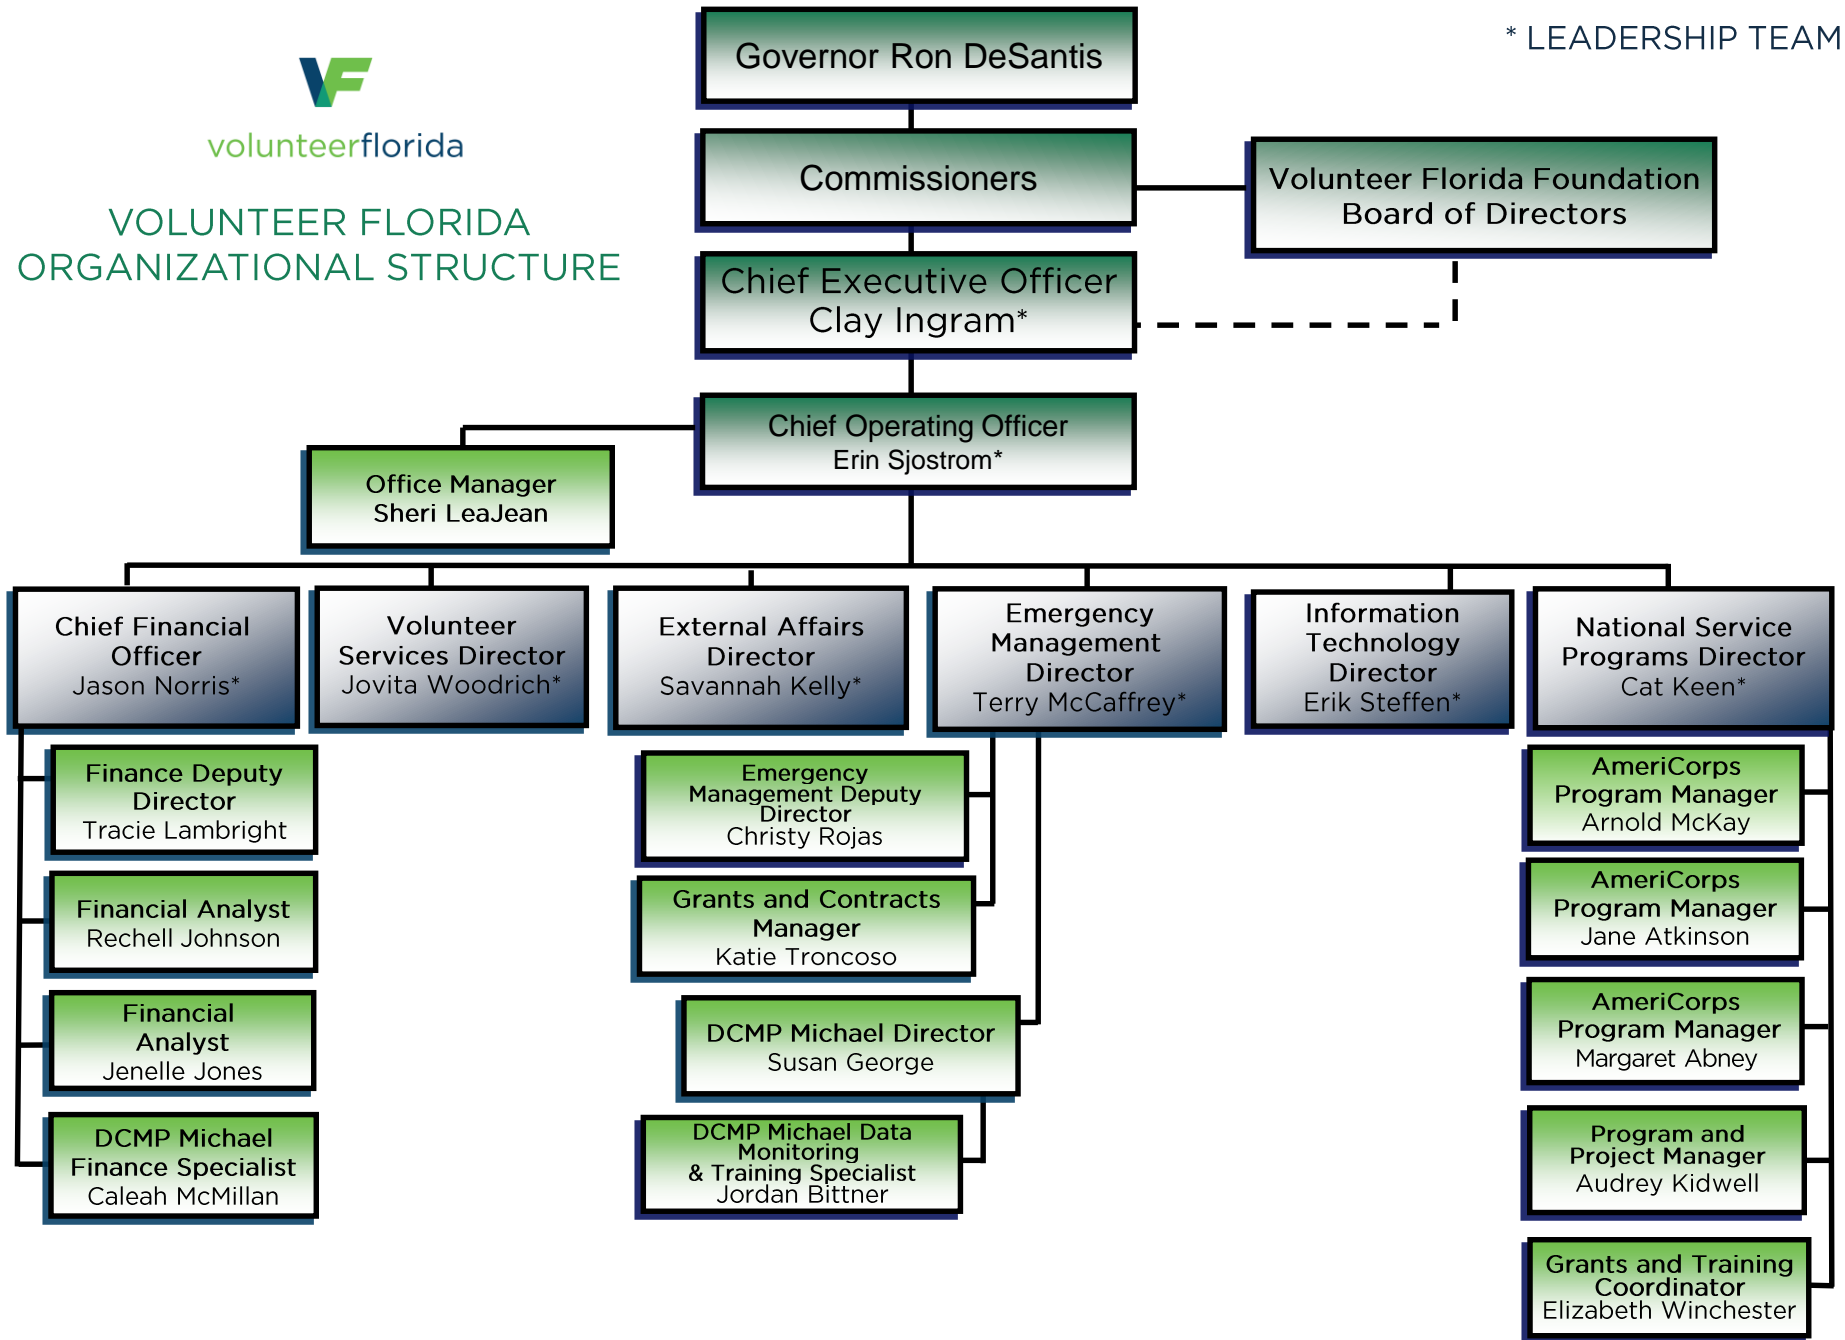 Governor Ron DeSantis
* LEADERSHIP TEAM
VF
volunteerflorida
VOLUNTEER FLORIDA
ORGANIZATIONAL STRUCTURE
Commissioners
Volunteer Florida Foundation
Board of Directors
Chief Executive Officer
Clay Ingram*
Chief Operating Officer
Erin Sjostrom*
Office Manager
Sheri LeaJean
Chief Financial
Officer
Jason Norris*
Volunteer
Services Director
Jovita Woodrich*
External Affairs
Director
Savannah Kelly*
Emergency
Management
Director
Terry McCaffrey*
Information
Technology
Director
Erik Steffen*
National Service
Programs Director
Cat Keen*
Finance Deputy
Director
Tracie Lambright
Financial Analyst
Rechell Johnson
Financial
Analyst
Jenelle Jones
DCMP Michael
Finance Specialist
Caleah McMillan
Emergency
Management Deputy
Director
Christy Rojas
Grants and Contracts
Manager
Katie Troncoso
DCMP Michael Director
Susan George
DCMP Michael Data
Monitoring
& Training Specialist
Jordan Bittner
AmeriCorps
Program Manager
Arnold McKay
AmeriCorps
Program Manager
Jane Atkinson
AmeriCorps
Program Manager
Margaret Abney
Program and
Project Manager
Audrey Kidwell
Grants and Training
Coordinator
Elizabeth Winchester